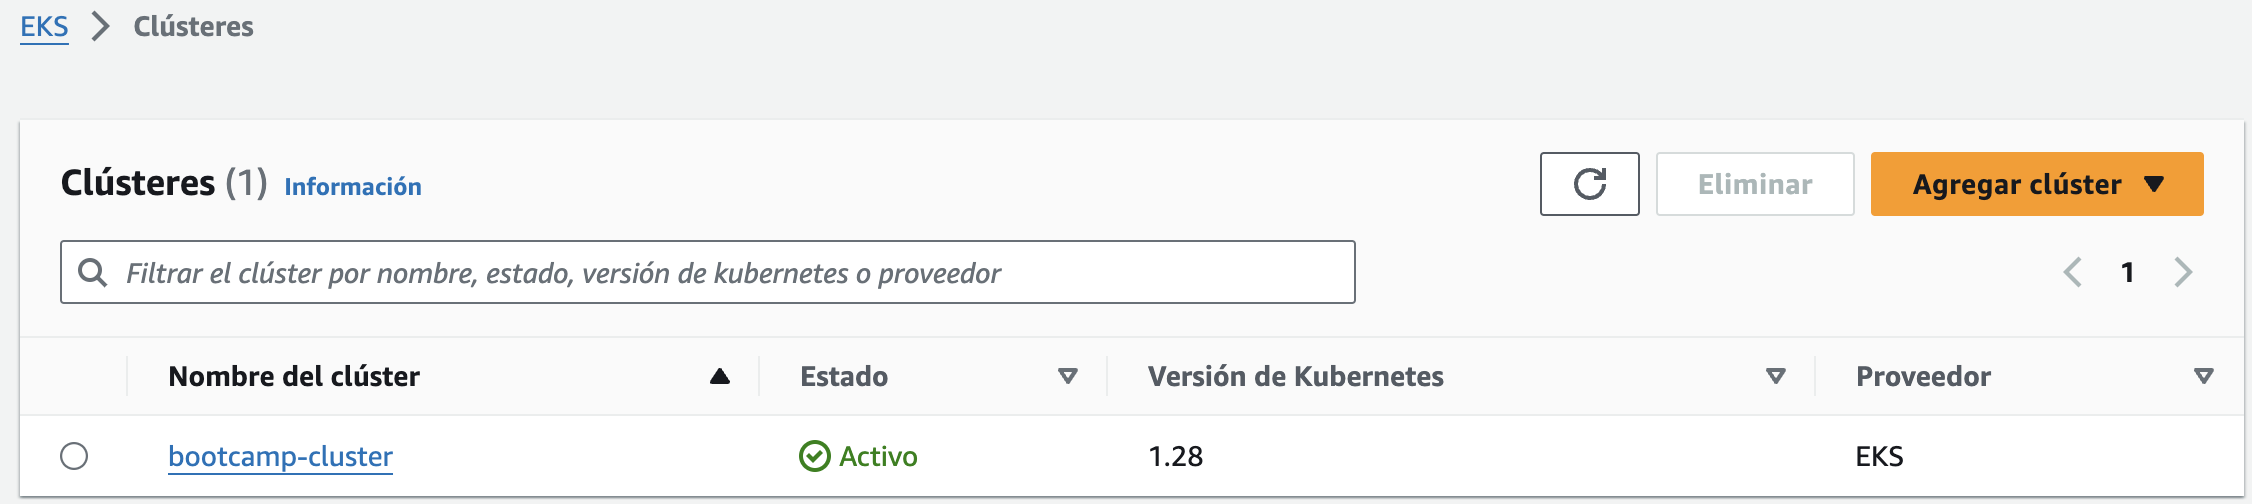 EKS > Clústeres
Clústeres (1) Información
Eliminar
Agregar clúster
Filtrar el clúster por nombre, estado, versión de kubernetes o proveedor
1
Nombre del clúster Estado Versión de Kubernetes Proveedor
bootcamp-cluster Activo 1.28 EKS